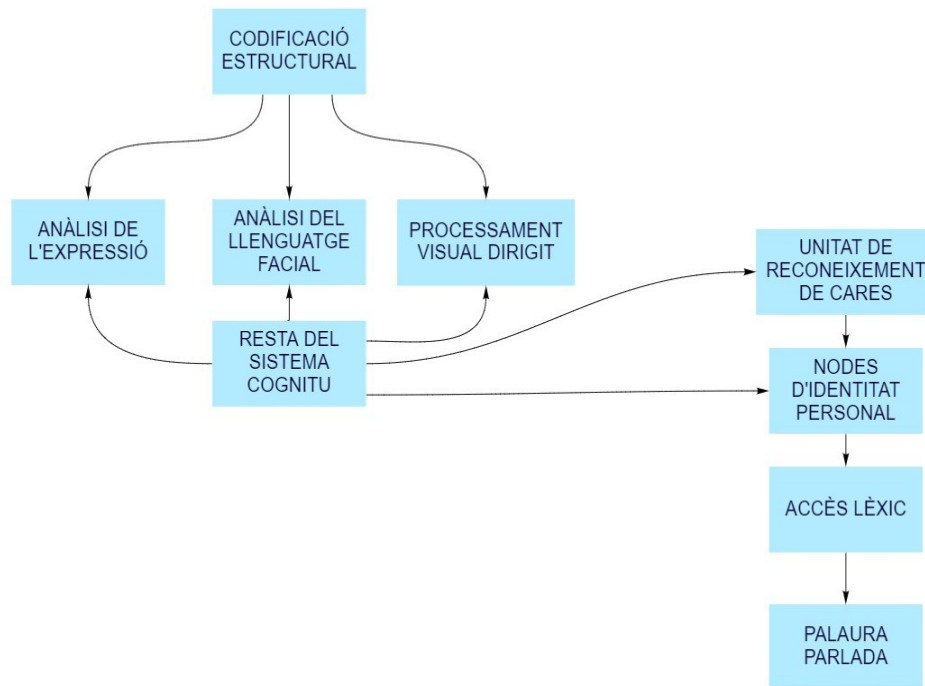 CODIFICACIÓ
ESTRUCTURAL
ANÀLISI DE
L'EXPRESSIÓ
ANÀLISI DEL
LLENGUATGE
FACIAL
PROCESSAMENT
VISUAL DIRIGIT
UNITAT DE
RECONEIXEMENT
DE CARES
RESTA DEL
SISTEMA
COGNITU
NODES
D'IDENTITAT
PERSONAL
ACCÈS LÈXIC
PALAURA
PARLADA